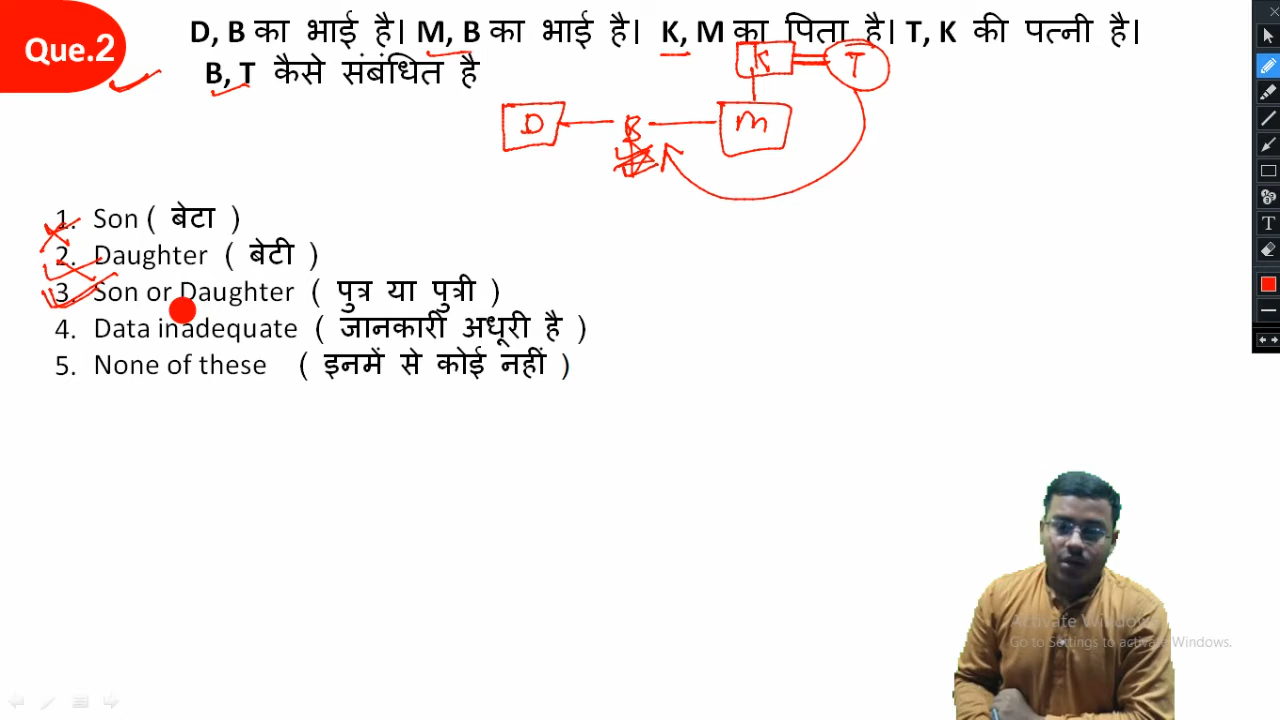 Que.2
D, B का भाई है। M, B का भाई है। K, M का पिता है। T, K की पत्नी है।
B, T कैसे संबंधित है
K T
D B M
1. Son ( बेटा )
2. Daughter ( बेटी )
3. Son or Daughter ( पुत्र या पुत्री )
4. Data inadequate ( जानकारी अधूरी है )
5. None of these ( इनमें से कोई नहीं )
T
Activate Windows
Go to Settings to activate Windows.